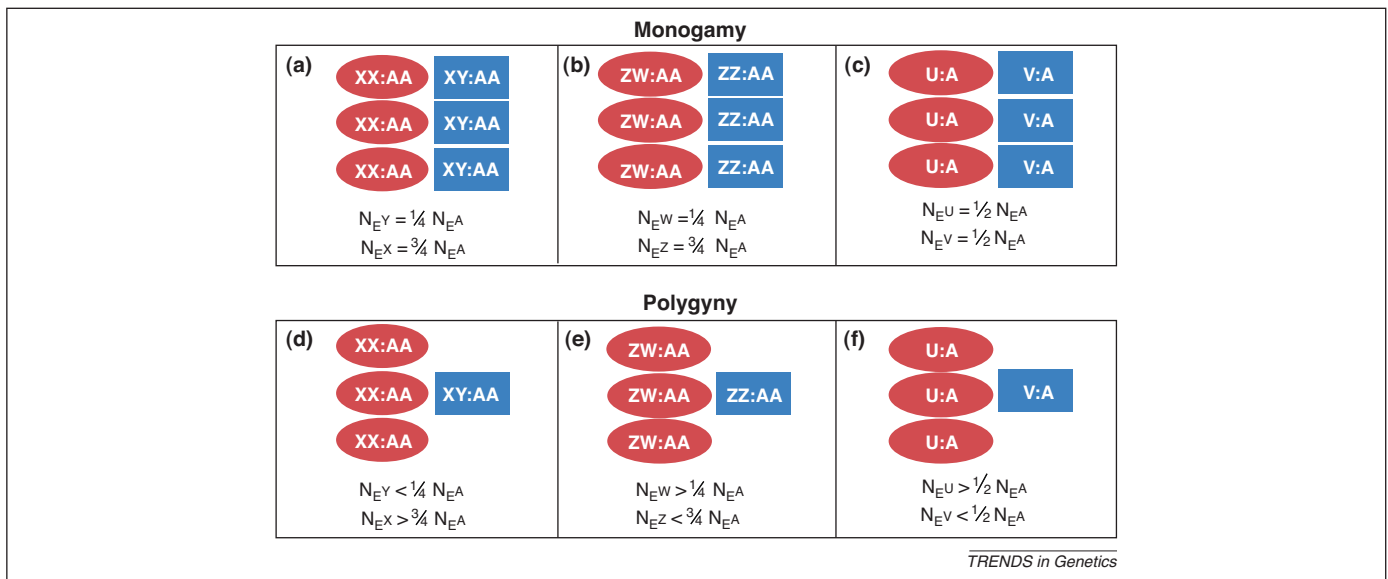 Monogamy
(a)
XX:AA XY:AA
XX:AA XY:AA
XX:AA XY:AA
NEY = ¼ NEA
NEX = ¾ NEA
(b)
ZW:AA ZZ:AA
ZW:AA ZZ:AA
ZW:AA ZZ:AA
NEW = ¼ NEA
NEZ = ¾ NEA
(c)
U:A V:A
U:A V:A
U:A V:A
NEU = ½ NEA
NEV = ½ NEA
Polygyny
(d)
XX:AA
XX:AA XY:AA
XX:AA
NEY < ¼ NEA
NEX > ¾ NEA
(e)
ZW:AA
ZW:AA ZZ:AA
ZW:AA
NEW > ¼ NEA
NEZ < ¾ NEA
(f)
U:A
U:A V:A
U:A
NEU > ½ NEA
NEV < ½ NEA
TRENDS in Genetics